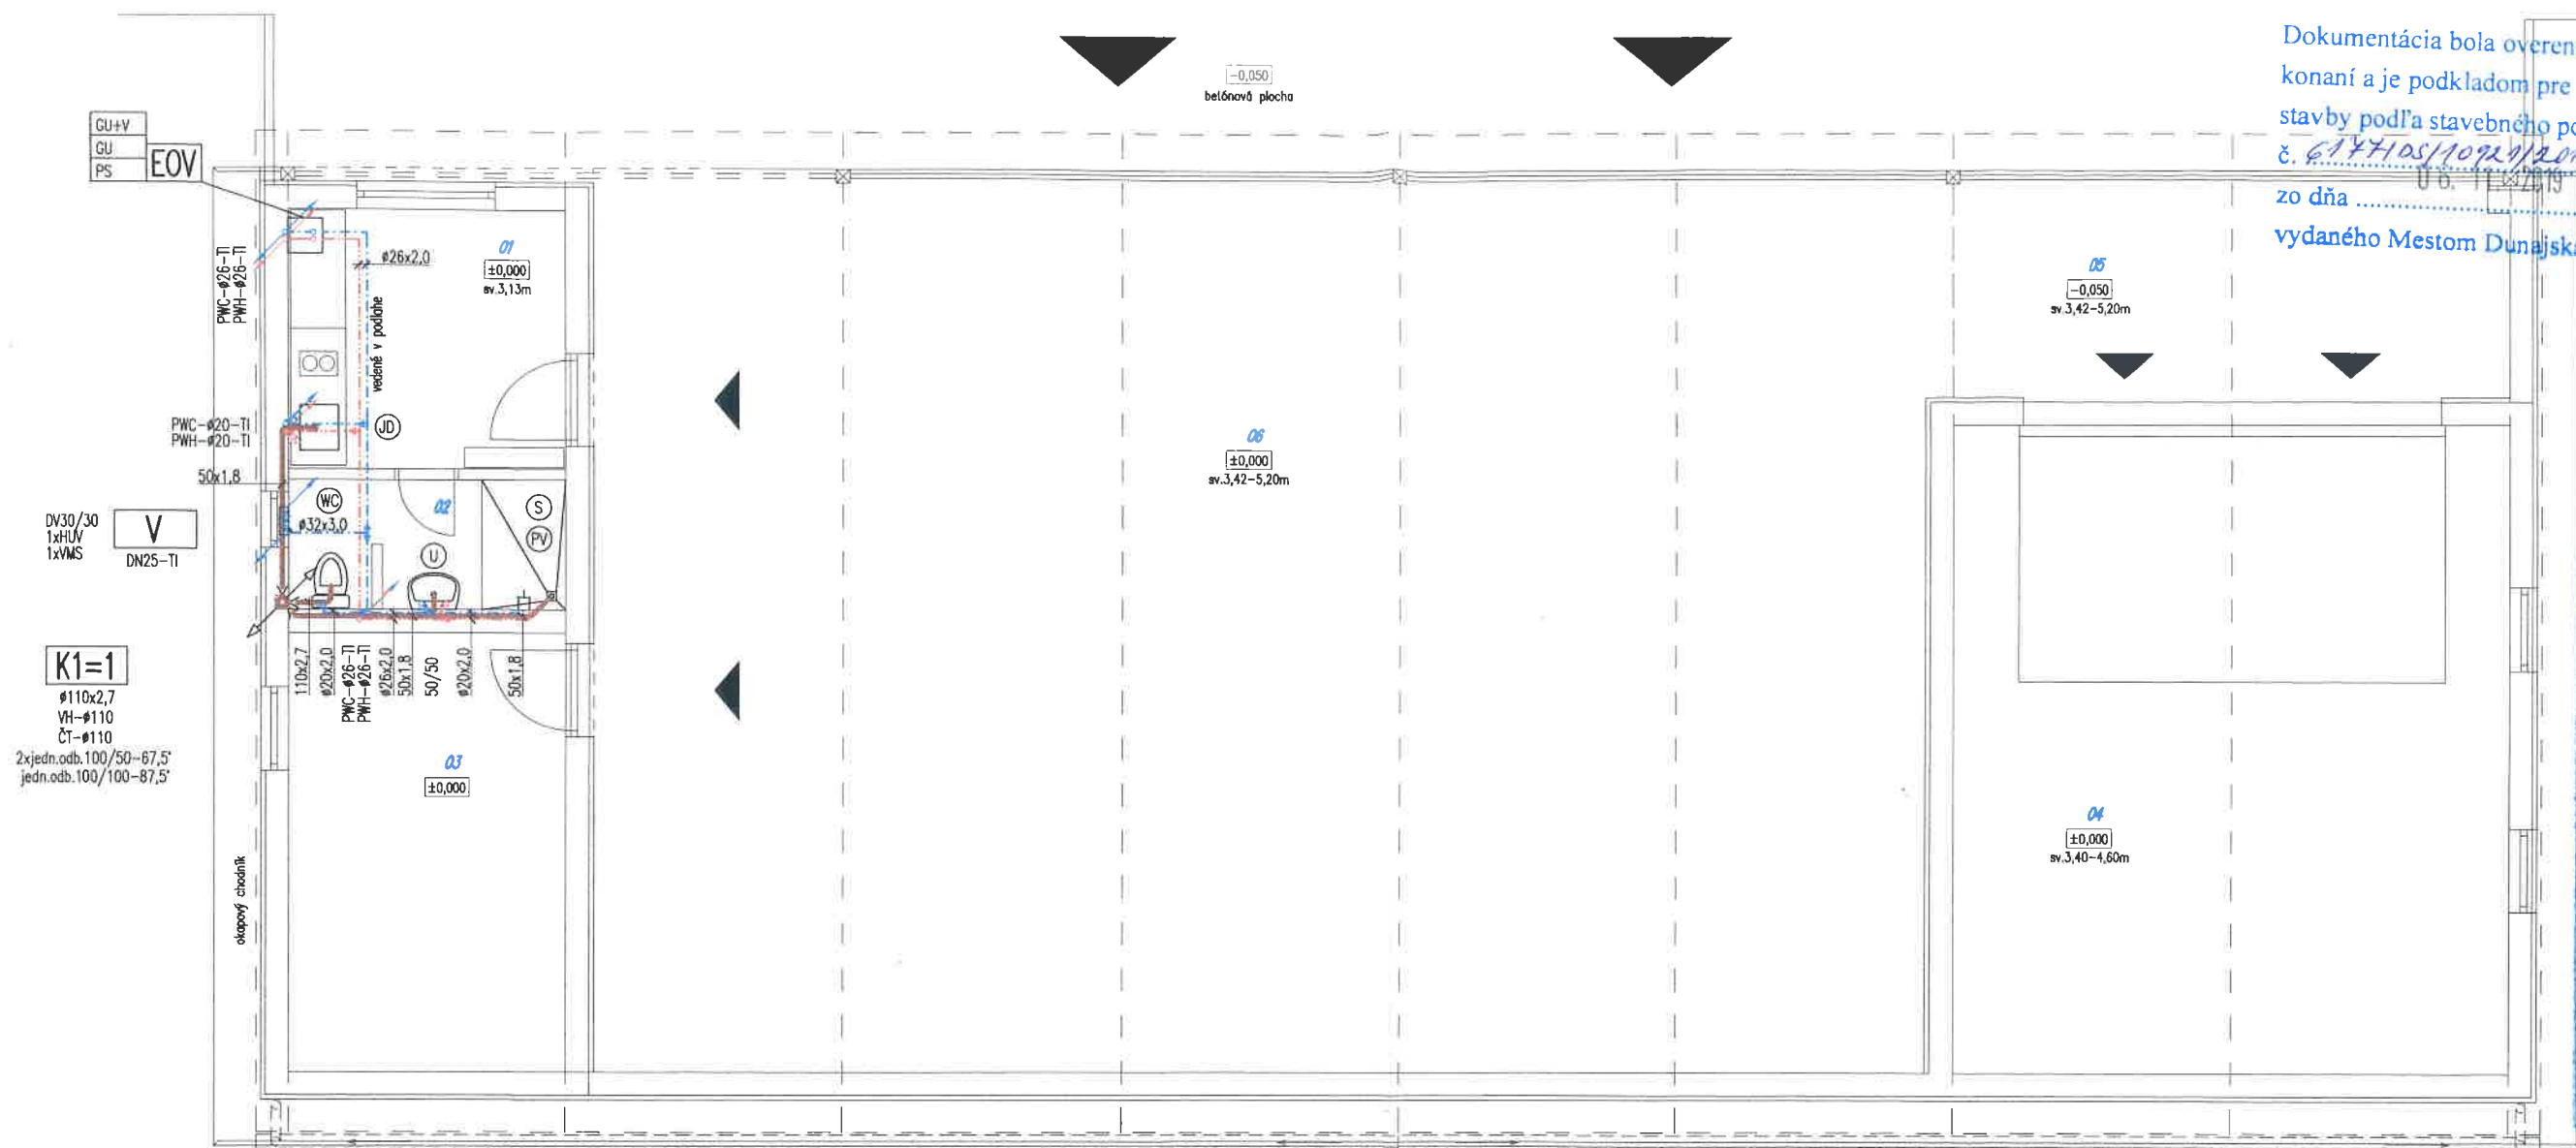 Dokumentácia bola overen
konaní a je podkladom pre
stavby podľa stavebného po
č. 6177/DS/10921/201
zo dňa
vydaného Mestom Dunajská
-0,050
betónová plocha
GU+V
GU
PS
EOV
PWC-ø26-TI
PWH-ø26-TI
ø26x2,0
01
±0,000
sv.3,13m
vedené v podlahe
JD
PWC-ø20-TI
PWH-ø20-TI
50x1,8
WC
ø32x3,0
02
S
PV
U
DV30/30
1xHUV
1xVMS
V
DN25-TI
K1=1
ø110x2,7
VH-ø110
ČT-ø110
2xjedn.odb.100/50-67,5°
jedn.odb.100/100-87,5°
110x2,7
ø20x2,0
PWC-ø26-TI
PWH-ø26-TI
ø26x2,0
50x1,8
50/50
ø20x2,0
50x1,8
03
±0,000
okapový chodník
06
±0,000
sv.3,42-5,20m
05
-0,050
sv.3,42-5,20m
04
±0,000
sv.3,40-4,60m